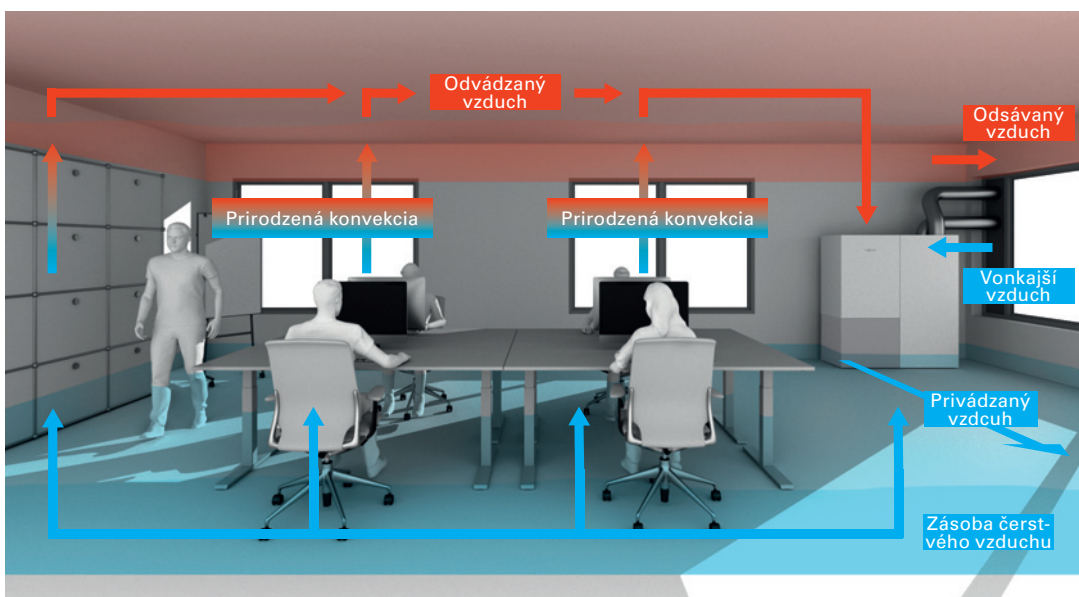 Odvádzaný
vzduch
Odsávaný
vzduch
Prirodzená konvekcia
Prirodzená konvekcia
Vonkajší
vzduch
Privádzaný
vzdcuh
Zásoba čerst-
vého vzduchu